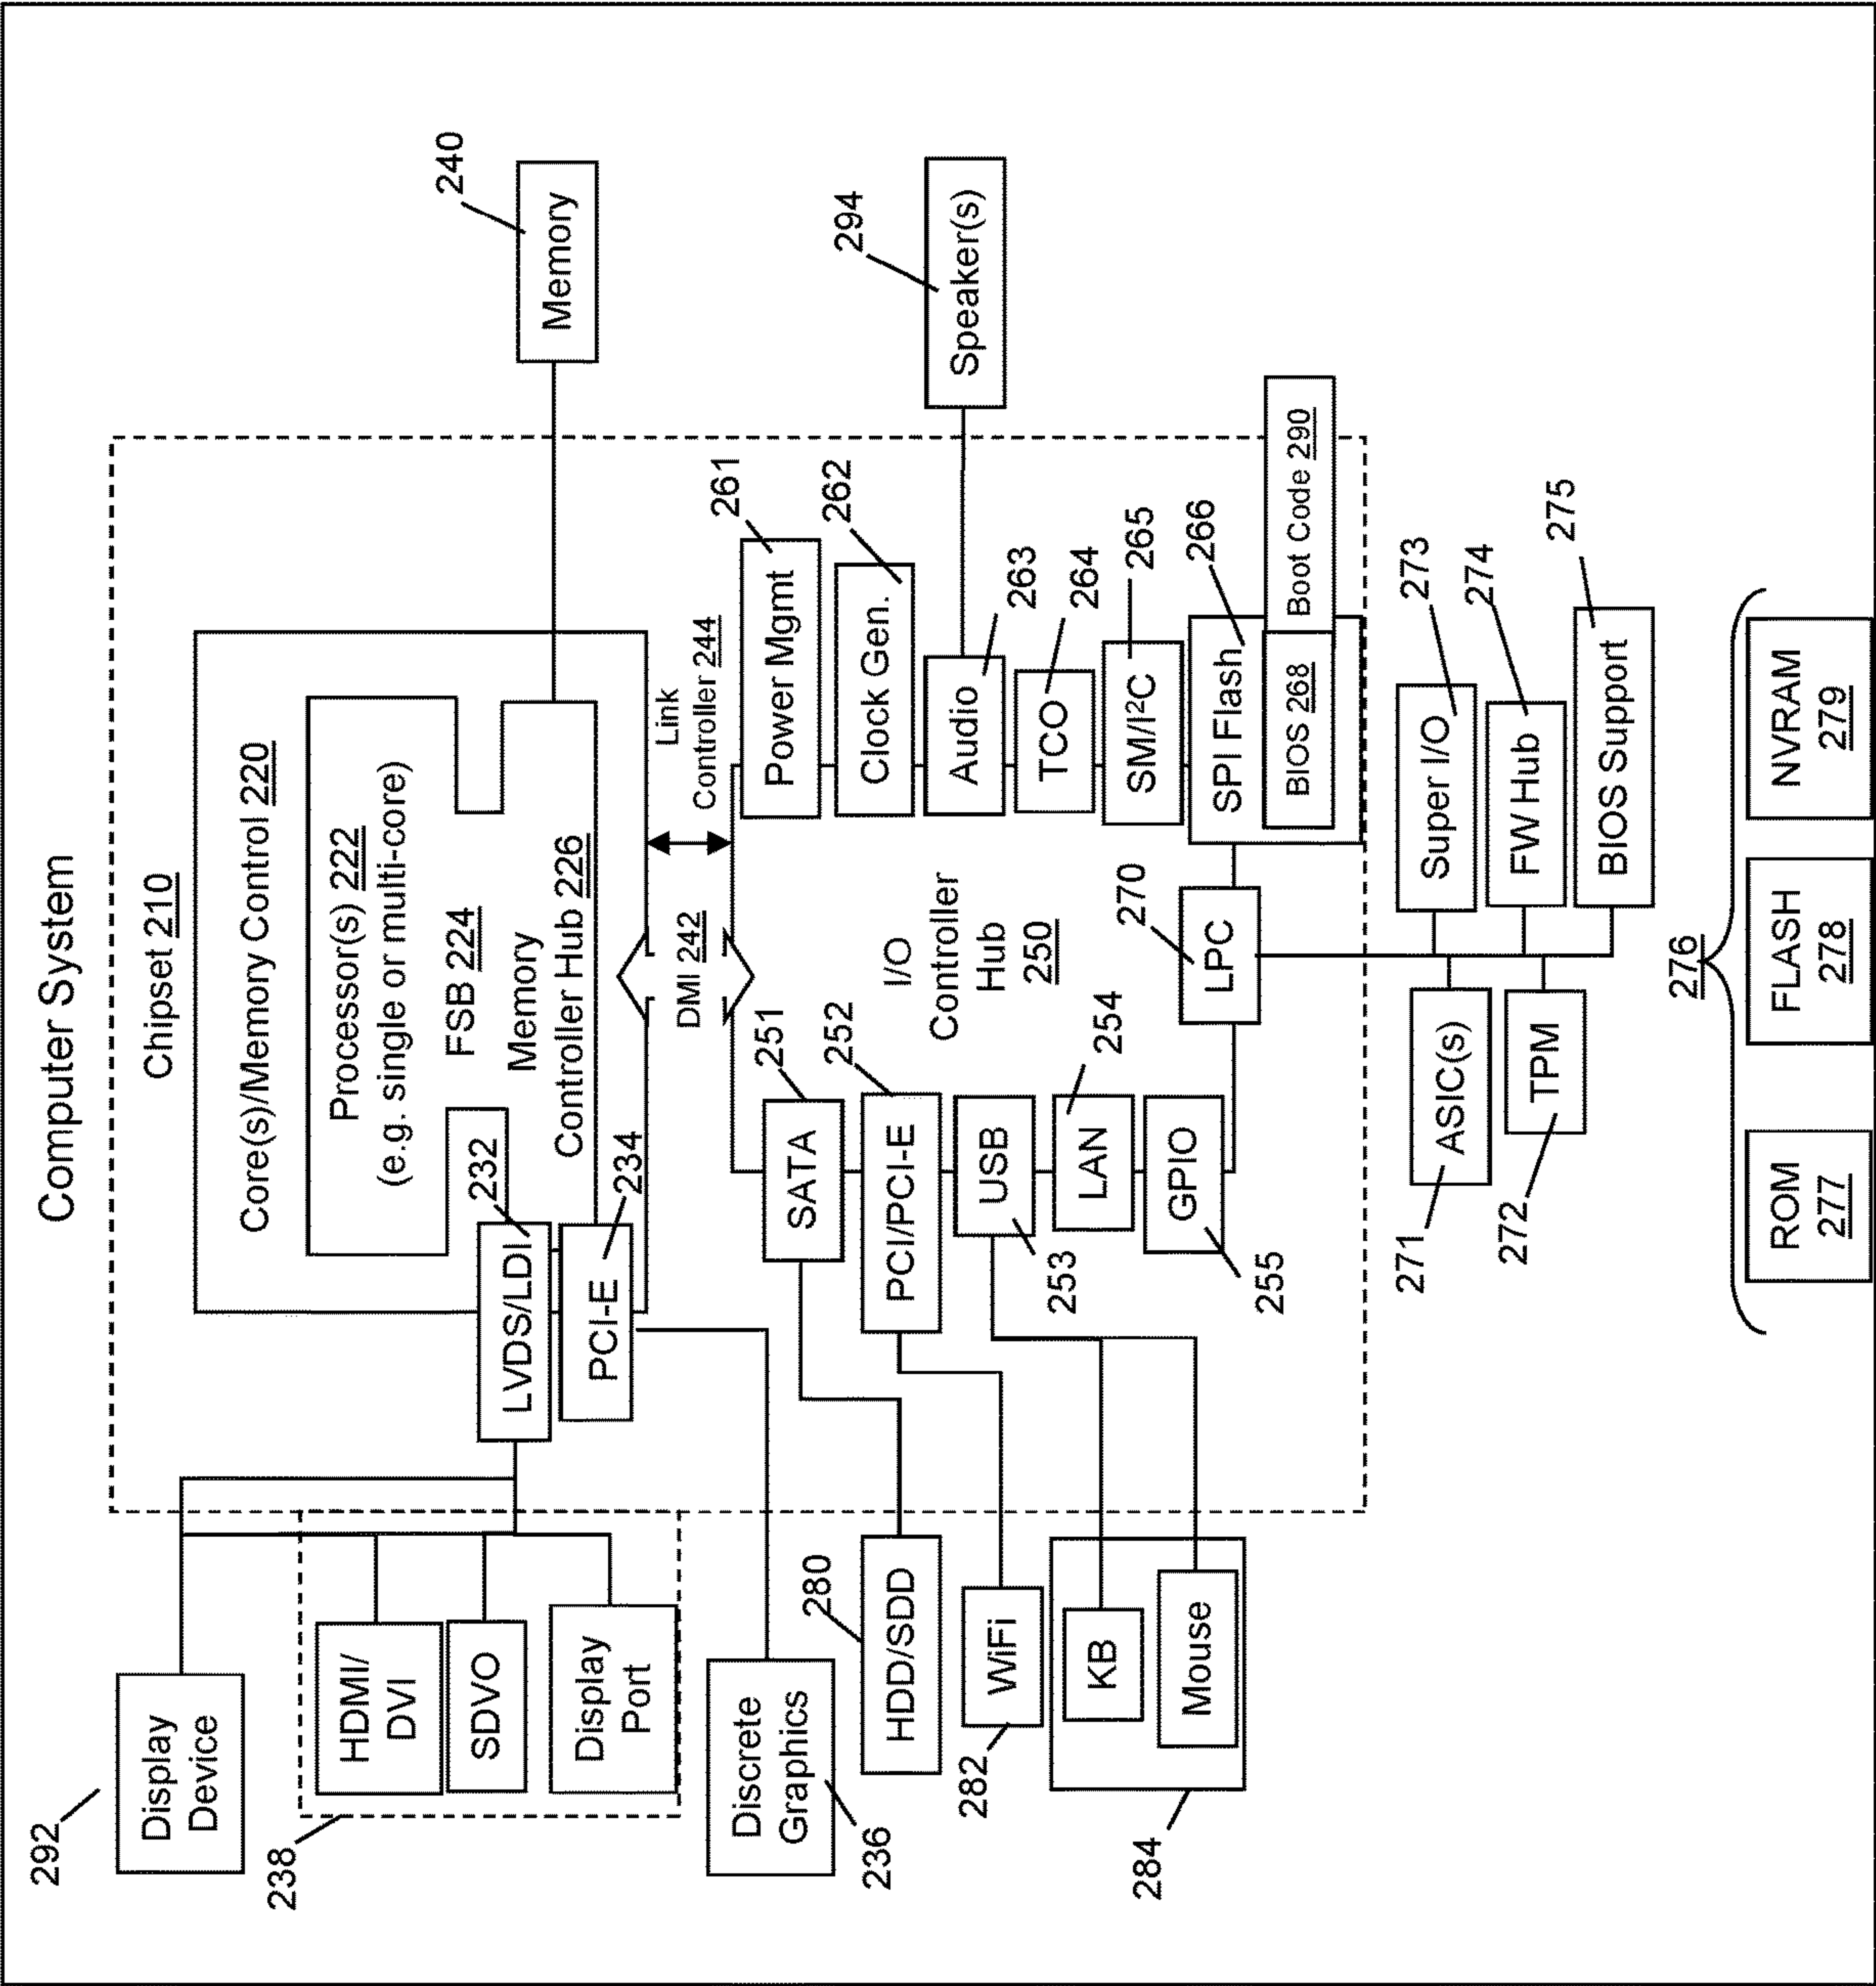 Computer System
Chipset 210
Core(s)/Memory Control 220
Processor(s) 222
(e.g. single or multi-core)
FSB 224
Memory
Controller Hub 226
232
LVDS/LDI
234
PCI-E
240
Memory
292
Display
Device
238
HDMI/
DVI
SDVO
Display
Port
Discrete
Graphics
236
DMI 242
Link
Controller 244
I/O
Controller
Hub 250
251
SATA
252
PCI/PCI-E
USB
253
254
LAN
GPIO
255
261
Power Mgmt
262
Clock Gen.
Audio
263
294
Speaker(s)
TCO
264
SM/I²C
265
SPI Flash
266
BIOS 268
Boot Code 290
270
LPC
280
HDD/SDD
WiFi
282
KB
Mouse
284
271
ASIC(s)
272
TPM
Super I/O
273
FW Hub
274
BIOS Support
275
276
ROM
277
FLASH
278
NVRAM
279